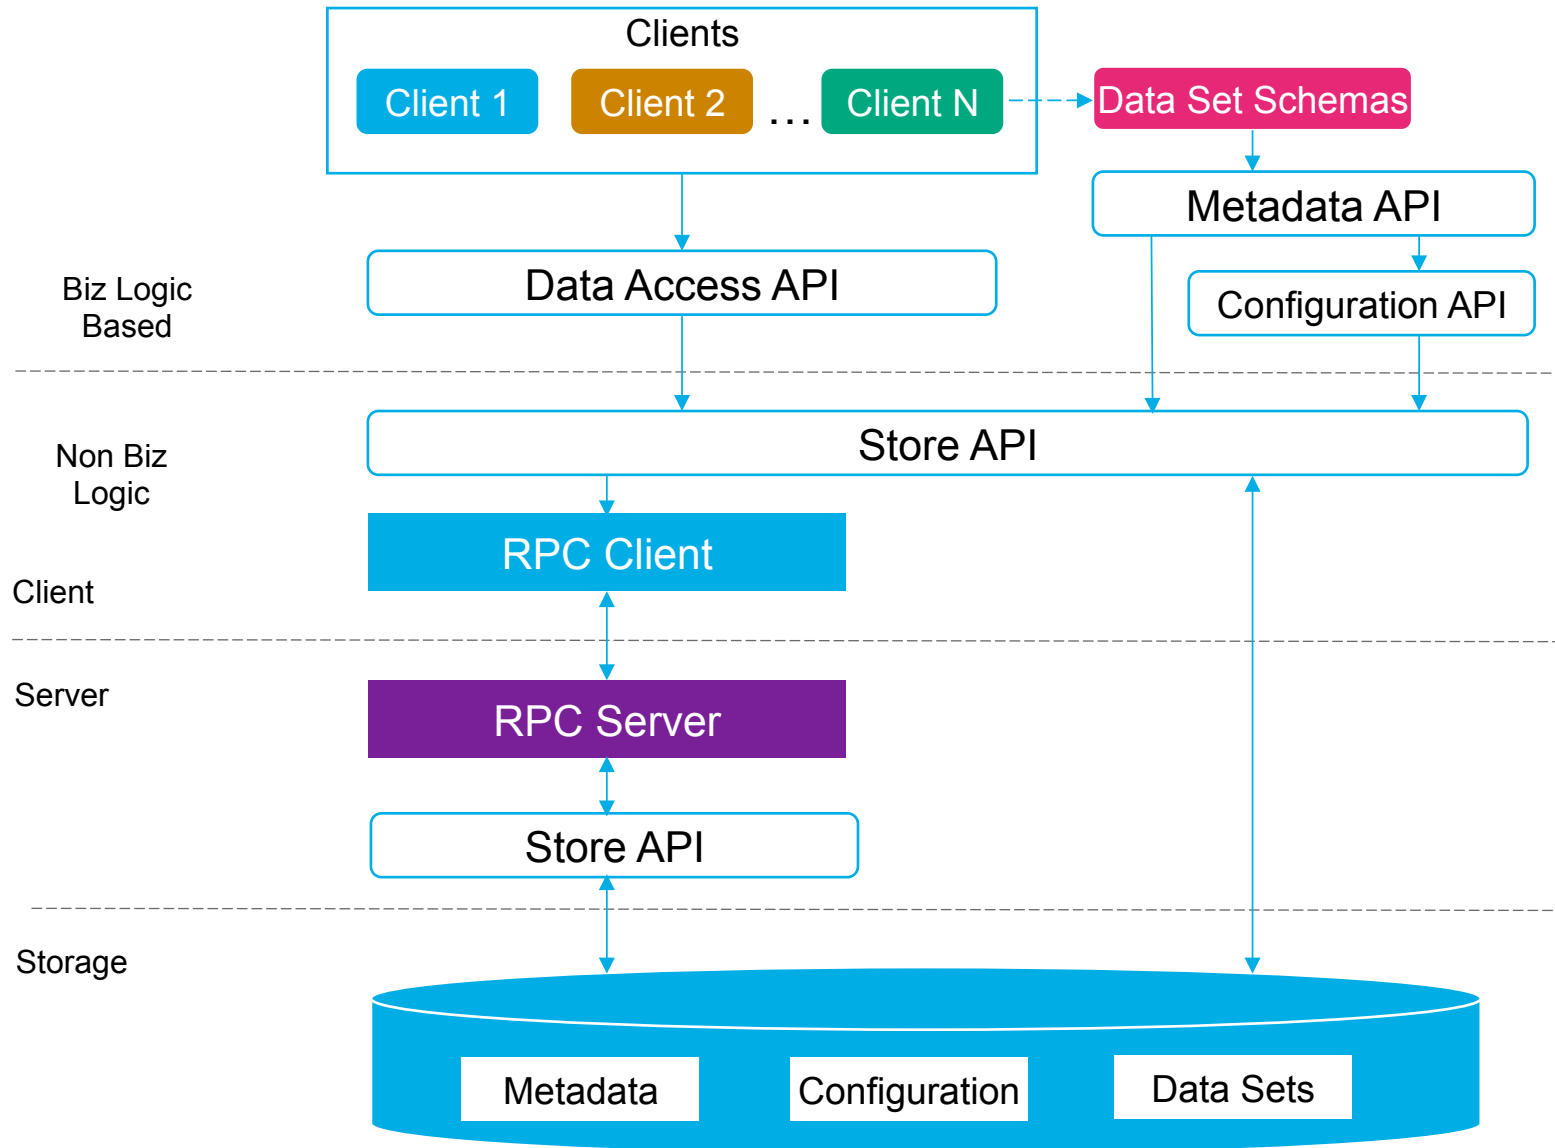 Clients
Client 1
Client 2
...
Client N
Data Set Schemas
Metadata API
Data Access API
Configuration API
Biz Logic
Based
Store API
Non Biz
Logic
RPC Client
Client
Server
RPC Server
Store API
Storage
Metadata
Configuration
Data Sets